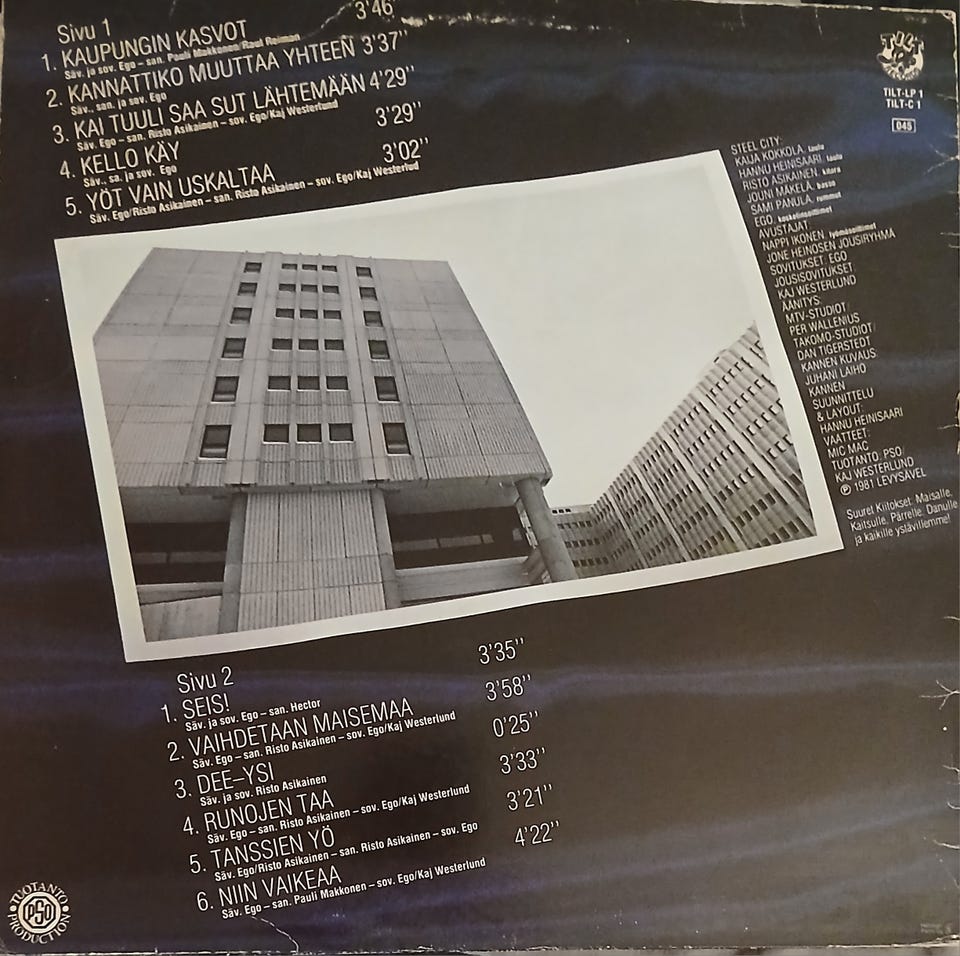 Sivu 1
1. KAUPUNGIN KASVOT 3'46
Säv. ja sov. Ego – san. Pauli Makkonen/Raul Reiman
2. KANNATTIKO MUUTTAA YHTEEN 3'37''
Säv., san. ja sov. Ego
3. KAI TUULI SAA SUT LÄHTEMÄÄN 4'29''
Säv. Ego – san. Risto Asikainen – sov. Ego/Kaj Westerlund
4. KELLO KÄY 3'29''
Säv., sa. ja sov. Ego
5. YÖT VAIN USKALTAA 3'02''
Säv. Ego/Risto Asikainen – san. Risto Asikainen – sov. Ego/Kaj Westerlud
TILT
TILT-LP 1
TILT-C 1
045
STEEL CITY:
KAIJA KOKKOLA, laulu
HANNU HEINISAARI, laulu
RISTO ASIKAINEN, kitara
JOUNI MÄKELÄ, basso
SAMI PANULA, rummut
EGO, koskettinsoittimet
AVUSTAJAT:
NAPPI IKONEN, lyömäsoittimet
JONE HEINOSEN JOUSIRYHMÄ
SOVITUKSET: EGO
JOUSISOVITUKSET:
KAJ WESTERLUND
ÄÄNITYS:
MTV-STUDIOT/
PER WALLENIUS
TAKOMO-STUDIOT/
DAN TIGERSTEDT
KANNEN KUVAUS
JUHANI LAIHO
KANNEN
SUUNNITTELU
& LAYOUT:
HANNU HEINISAARI
VAATTEET:
MIC MAC
TUOTANTO: PSO/
KAJ WESTERLUND
Ⓟ 1981 LEVYSÄVEL
Suuret Kiitokset: Maisalle,
Kaitsulle, Pärrelle, Danulle
ja kaikille ystävillemme!
Sivu 2
1. SEIS! 3'35''
Säv. ja sov. Ego – san. Hector
2. VAIHDETAAN MAISEMAA 3'58''
Säv. Ego – san. Risto Asikainen – sov. Ego/Kaj Westerlund
3. DEE–YSI 0'25''
Säv. ja sov. Risto Asikainen
4. RUNOJEN TAA 3'33''
Säv. Ego – san. Risto Asikainen – sov. Ego/Kaj Westerlund
5. TANSSIEN YÖ 3'21''
Säv. Ego/Risto Asikainen – san. Risto Asikainen – sov. Ego
6. NIIN VAIKEAA 4'22''
Säv. Ego – san. Pauli Makkonen – sov. Ego/Kaj Westerlund
TUOTANTO
PSO
PRODUCTION